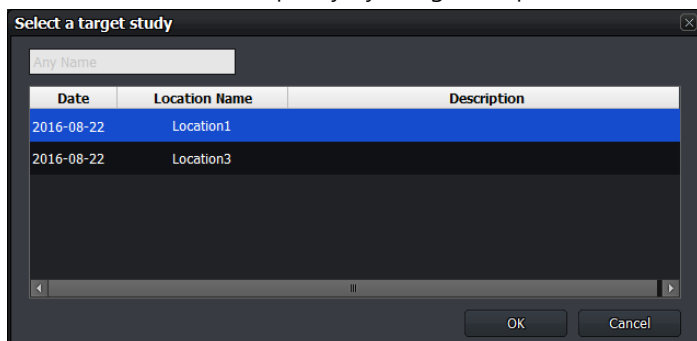 Select a target study
Any Name
Date Location Name Description
2016-08-22 Location1
2016-08-22 Location3
OK Cancel